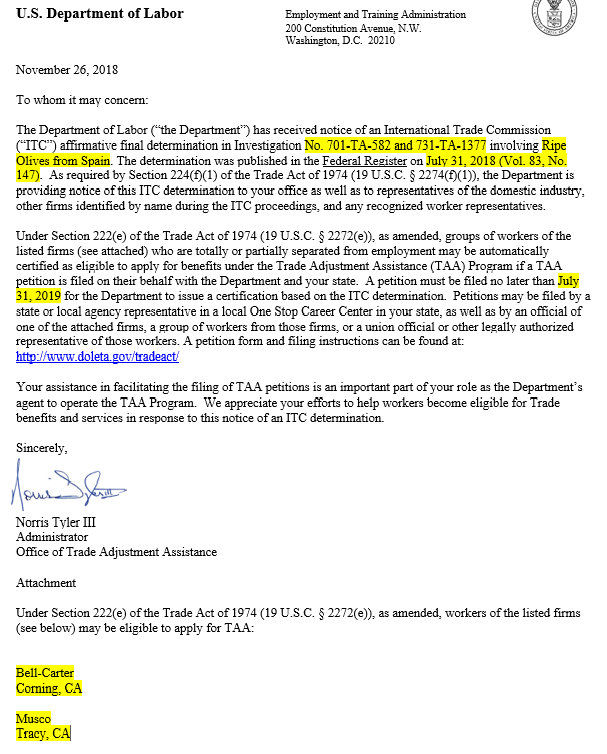 U.S. Department of Labor
Employment and Training Administration
200 Constitution Avenue, N.W.
Washington, D.C. 20210
November 26, 2018
To whom it may concern:
The Department of Labor (“the Department”) has received notice of an International Trade Commission
(“ITC”) affirmative final determination in Investigation No. 701-TA-582 and 731-TA-1377 involving Ripe
Olives from Spain. The determination was published in the Federal Register on July 31, 2018 (Vol. 83, No.
147). As required by Section 224(f)(1) of the Trade Act of 1974 (19 U.S.C. § 2274(f)(1)), the Department is
providing notice of this ITC determination to your office as well as to representatives of the domestic industry,
other firms identified by name during the ITC proceedings, and any recognized worker representatives.
Under Section 222(e) of the Trade Act of 1974 (19 U.S.C. § 2272(e)), as amended, groups of workers of the
listed firms (see attached) who are totally or partially separated from employment may be automatically
certified as eligible to apply for benefits under the Trade Adjustment Assistance (TAA) Program if a TAA
petition is filed on their behalf with the Department and your state. A petition must be filed no later than July
31, 2019 for the Department to issue a certification based on the ITC determination. Petitions may be filed by a
state or local agency representative in a local One Stop Career Center in your state, as well as by an official of
one of the attached firms, a group of workers from those firms, or a union official or other legally authorized
representative of those workers. A petition form and filing instructions can be found at:
http://www.doleta.gov/tradeact/
Your assistance in facilitating the filing of TAA petitions is an important part of your role as the Department’s
agent to operate the TAA Program. We appreciate your efforts to help workers become eligible for Trade
benefits and services in response to this notice of an ITC determination.
Sincerely,
Norris Tyler III
Administrator
Office of Trade Adjustment Assistance
Attachment
Under Section 222(e) of the Trade Act of 1974 (19 U.S.C. § 2272(e)), as amended, workers of the listed firms
(see below) may be eligible to apply for TAA:
Bell-Carter
Corning, CA
Musco
Tracy, CA